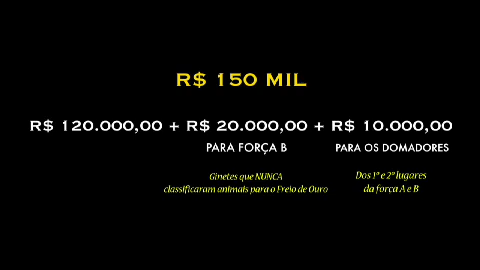 R$ 150 MIL
R$ 120.000,00 + R$ 20.000,00 + R$ 10.000,00
PARA FORÇA B
PARA OS DOMADORES
Ginetes que NUNCA
classificaram animais para o Freio de Ouro
Dos 1º e 2º lugares
da força A e B